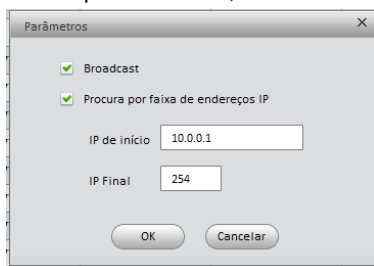 Parâmetros
Broadcast
Procura por faixa de endereços IP
IP de início 10.0.0.1
IP Final 254
OK Cancelar